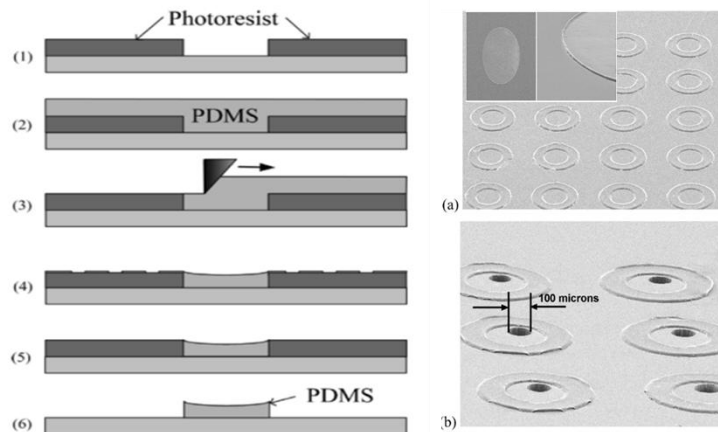 Photoresist
(1)
(2)
PDMS
(3)
(4)
(5)
PDMS
(6)
(a)
100 microns
(b)